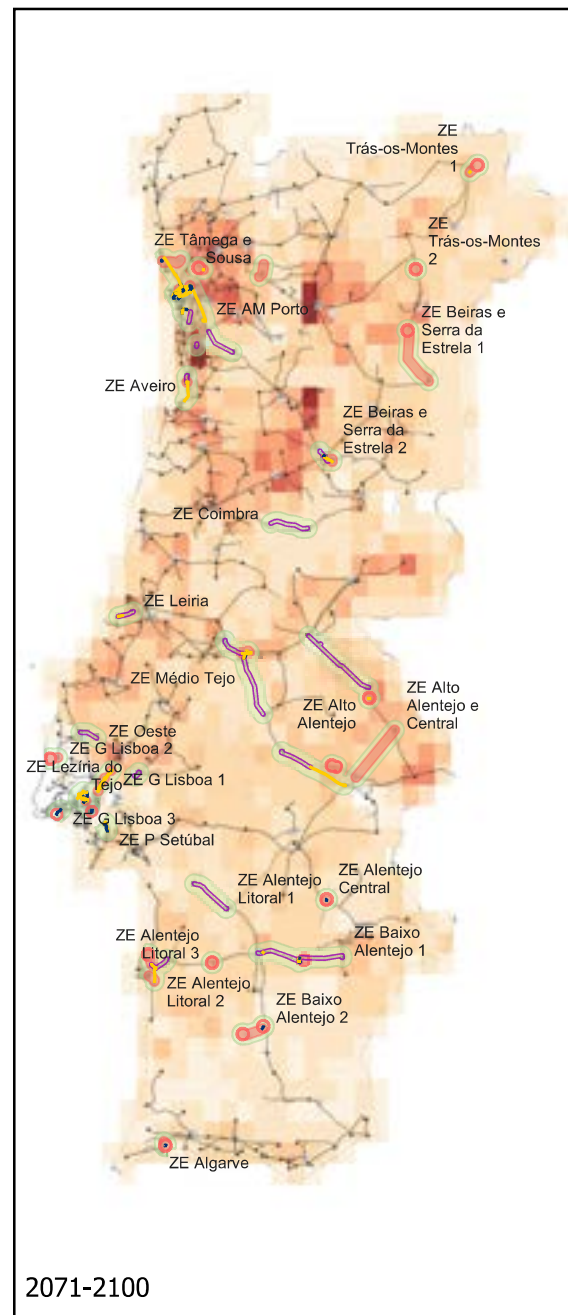 ZE
Trás-os-Montes
1
ZE Tâmega e
Sousa
ZE
Trás-os-Montes
2
ZE AM Porto
ZE Beiras e
Serra da
Estrela 1
ZE Aveiro
ZE Beiras e
Serra da
Estrela 2
ZE Coimbra
ZE Leiria
ZE Médio Tejo
ZE Alto
Alentejo
ZE Alto
Alentejo e
Central
ZE Oeste
ZE G Lisboa 2
ZE Lezíria do
Tejo
ZE G Lisboa 1
ZE G Lisboa 3
ZE P Setúbal
ZE Alentejo
Litoral 1
ZE Alentejo
Central
ZE Alentejo
Litoral 3
ZE Baixo
Alentejo 1
ZE Alentejo
Litoral 2
ZE Baixo
Alentejo 2
ZE Algarve
2071-2100